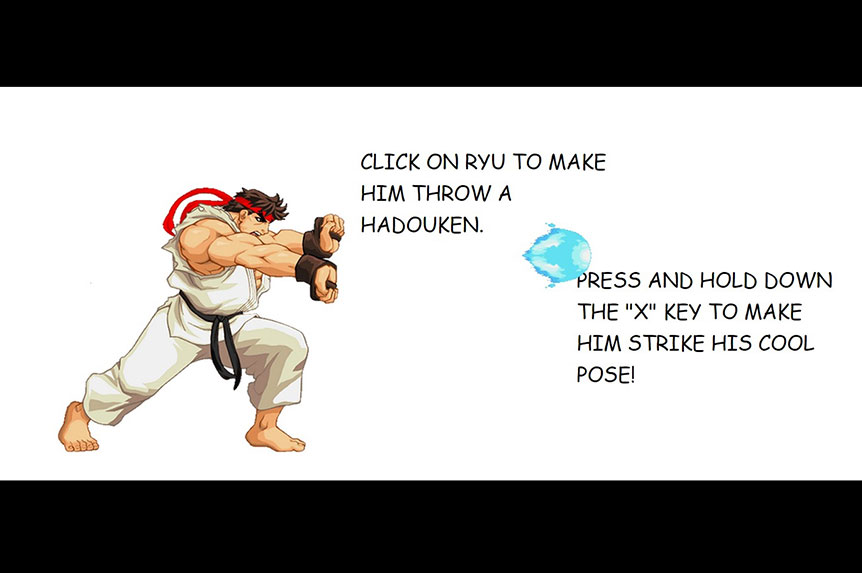 CLICK ON RYU TO MAKE
HIM THROW A
HADOUKEN.
PRESS AND HOLD DOWN
THE "X" KEY TO MAKE
HIM STRIKE HIS COOL
POSE!